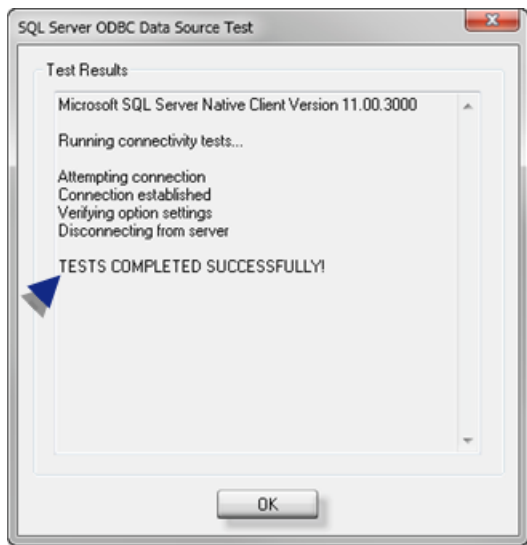 SQL Server ODBC Data Source Test
Test Results
Microsoft SQL Server Native Client Version 11.00.3000
Running connectivity tests...
Attempting connection
Connection established
Verifying option settings
Disconnecting from server
TESTS COMPLETED SUCCESSFULLY!
OK